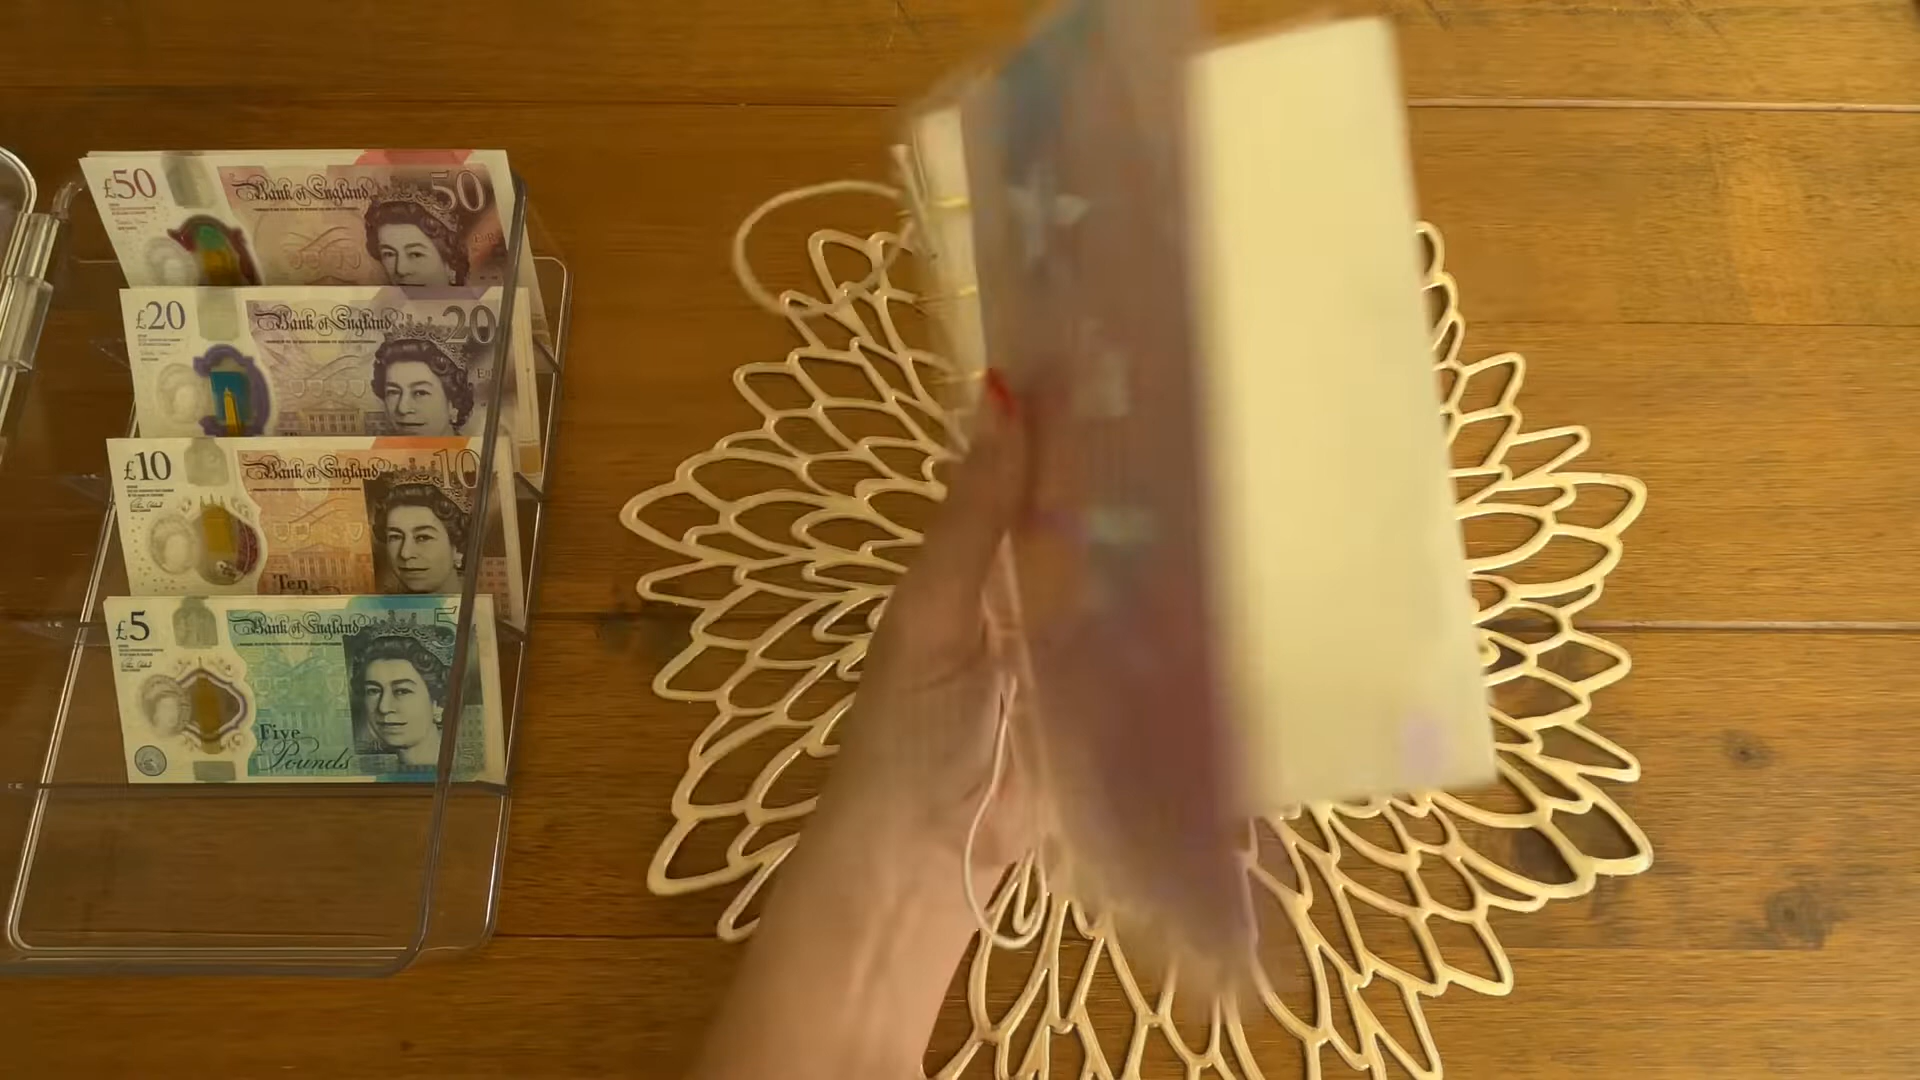 £50 Bank of England 50
£20 Bank of England 20
£10 Bank of England 10
Ten
£5 Bank of England 5
Five
Pounds